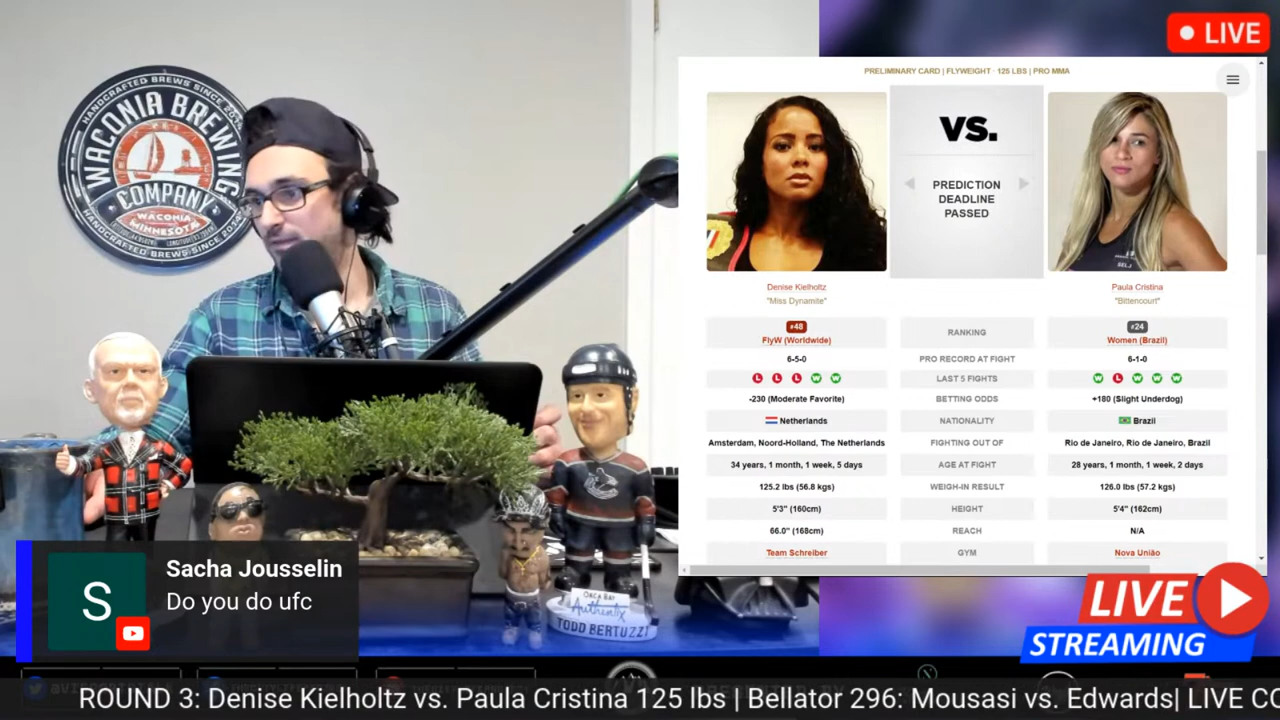 LIVE
HANDCRAFTED BREWS SINCE
WACONIA BREWING
COMPANY
WACONIA
MINNESOTA
HANDCRAFTED BREWS SINCE
PRELIMINARY CARD | FLYWEIGHT · 125 LBS | PRO MMA
VS.
PREDICTION
DEADLINE
PASSED
Denise Kielholtz
Paula Cristina
"Miss Dynamite"
"Bittencourt"
#48 RANKING #24
FlyW (Worldwide) Women (Brazil)
6-5-0 PRO RECORD AT FIGHT 6-1-0
L L L W W LAST 5 FIGHTS W L W W W
-230 (Moderate Favorite) BETTING ODDS +180 (Slight Underdog)
Netherlands NATIONALITY Brazil
Amsterdam, Noord-Holland, The Netherlands FIGHTING OUT OF Rio de Janeiro, Rio de Janeiro, Brazil
34 years, 1 month, 1 week, 5 days AGE AT FIGHT 28 years, 1 month, 1 week, 2 days
125.2 lbs (56.8 kgs) WEIGH-IN RESULT 126.0 lbs (57.2 kgs)
5'3" (160cm) HEIGHT 5'4" (162cm)
66.0" (168cm) REACH N/A
Team Schreiber GYM Nova União
S
Sacha Jousselin
Do you do ufc
Authentix
TODD BERTUZZI
LIVE
STREAMING
ROUND 3: Denise Kielholtz vs. Paula Cristina 125 lbs | Bellator 296: Mousasi vs. Edwards| LIVE CO